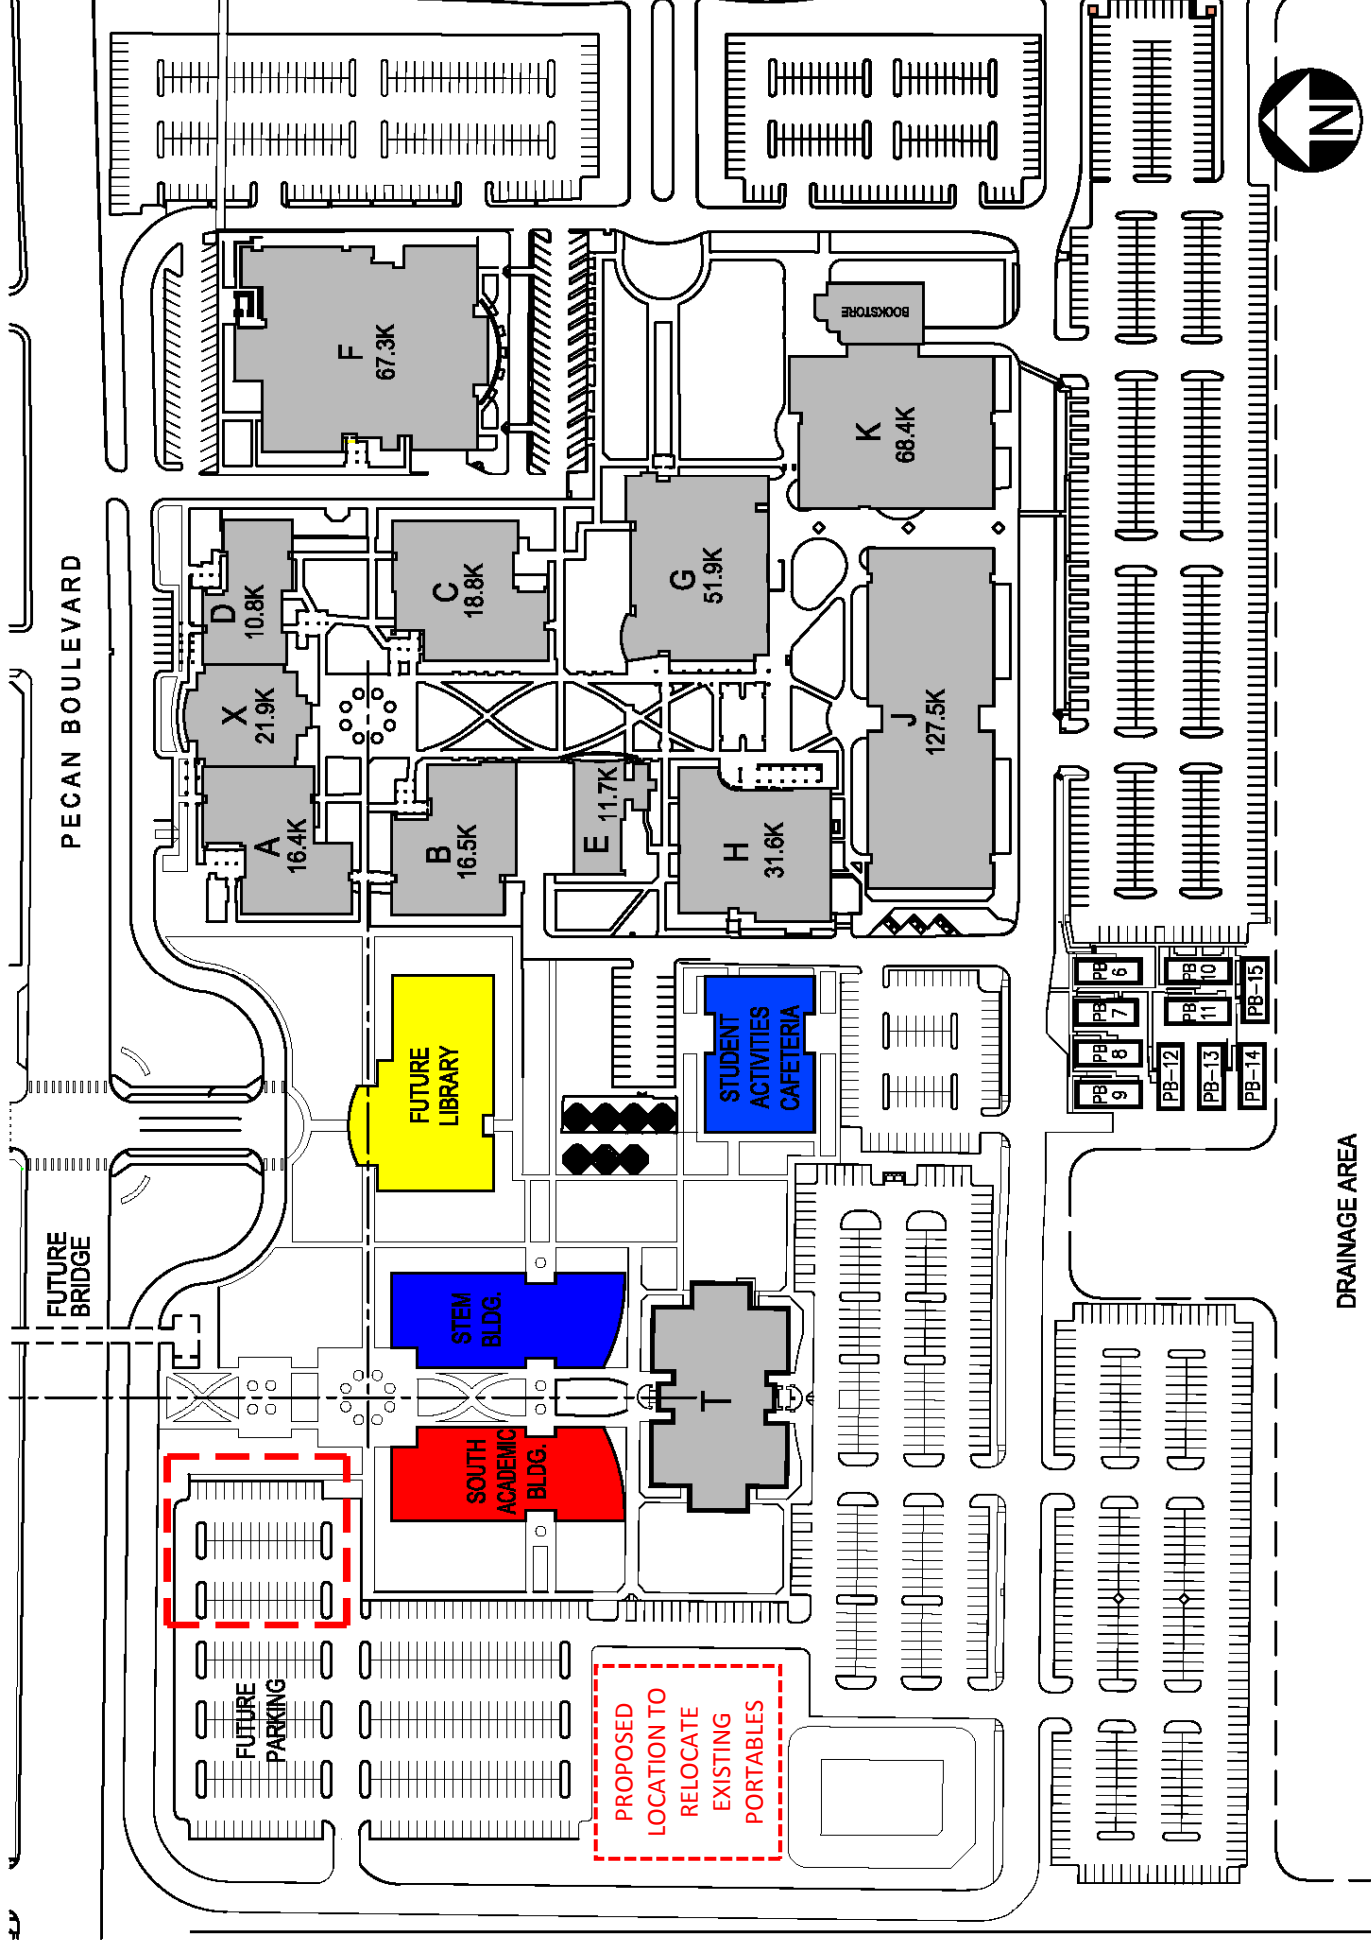 N
BOOKSTORE
F
67.3K
K
68.4K
D
10.8K
C
18.8K
G
51.9K
PECAN BOULEVARD
X
21.9K
J
127.5K
A
16.4K
B
16.5K
E
11.7K
H
31.6K
FUTURE
LIBRARY
STUDENT
ACTIVITIES
CAFETERIA
PB
6
PB
7
PB
8
PB
9
PB
10
PB
11
PB-12
PB-13
PB-14
PB-15
DRAINAGE AREA
FUTURE
BRIDGE
STEM
BLDG.
T
SOUTH
ACADEMIC
BLDG.
FUTURE
PARKING
PROPOSED
LOCATION TO
RELOCATE
EXISTING
PORTABLES